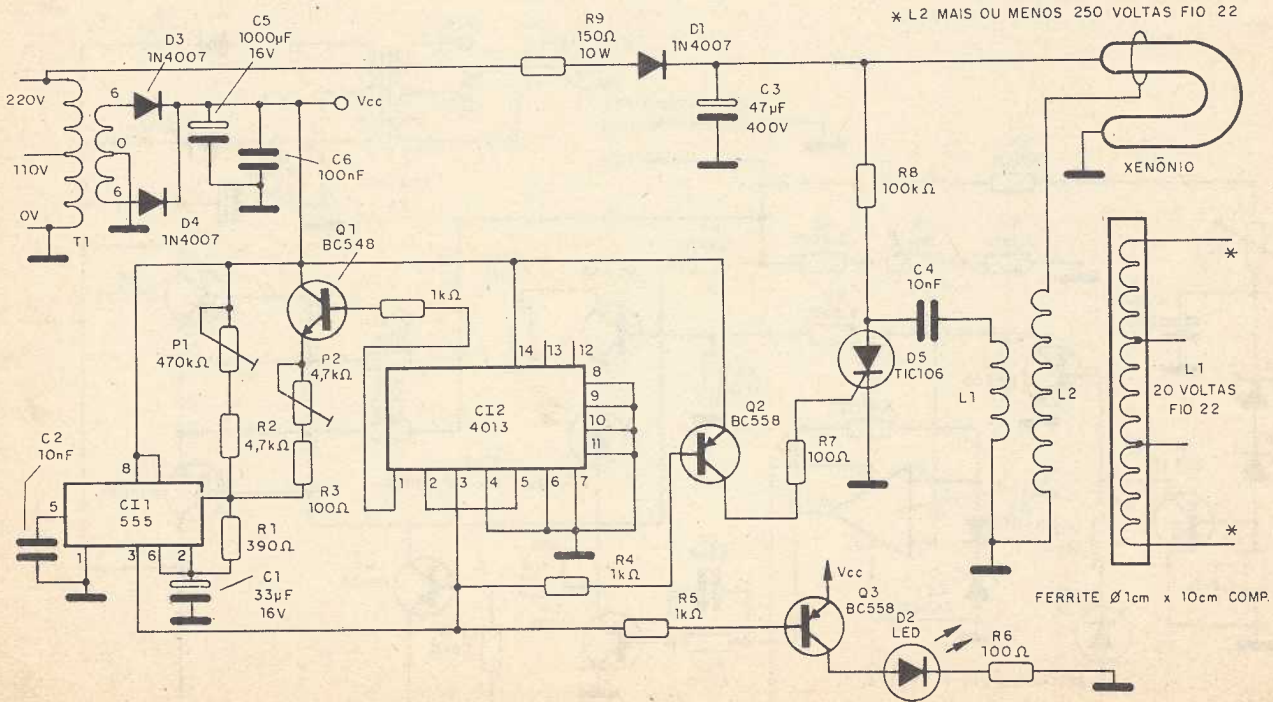 * L2 MAIS OU MENOS 250 VOLTAS FIO 22
C5
1000µF
16V
D3
1N4007
R9
150Ω
10W
D1
1N4007
220V
6
Vcc
C3
47µF
400V
0
110V
C6
100nF
6
XENÔNIO
R8
100kΩ
0V
T1
D4
1N4007
Q1
BC548
1kΩ
C4
10nF
*
P1
470kΩ
P2
4,7kΩ
14
13
12
8
9
10
11
CI2
4013
D5
TIC106
L1
L2
L1
20 VOLTAS
FIO 22
Q2
BC558
R2
4,7kΩ
C2
10nF
R7
100Ω
8
R3
100Ω
1
2
3
4
5
6
7
5
CI1
555
R1
390Ω
1
3
6
2
*
R4
1kΩ
C1
33µF
16V
Vcc
Q3
BC558
FERRITE Ø 1cm x 10cm COMP.
R5
1kΩ
D2
LED
R6
100Ω